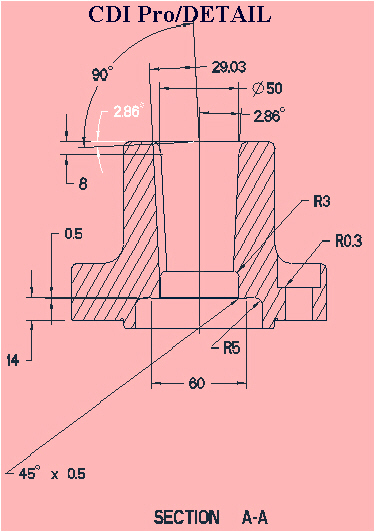 CDI Pro/DETAIL
29.03
90°
Ø50
2.86°
2.86°
8
R3
0.5
R0.3
R5
14
60
45° x 0.5
SECTION A-A